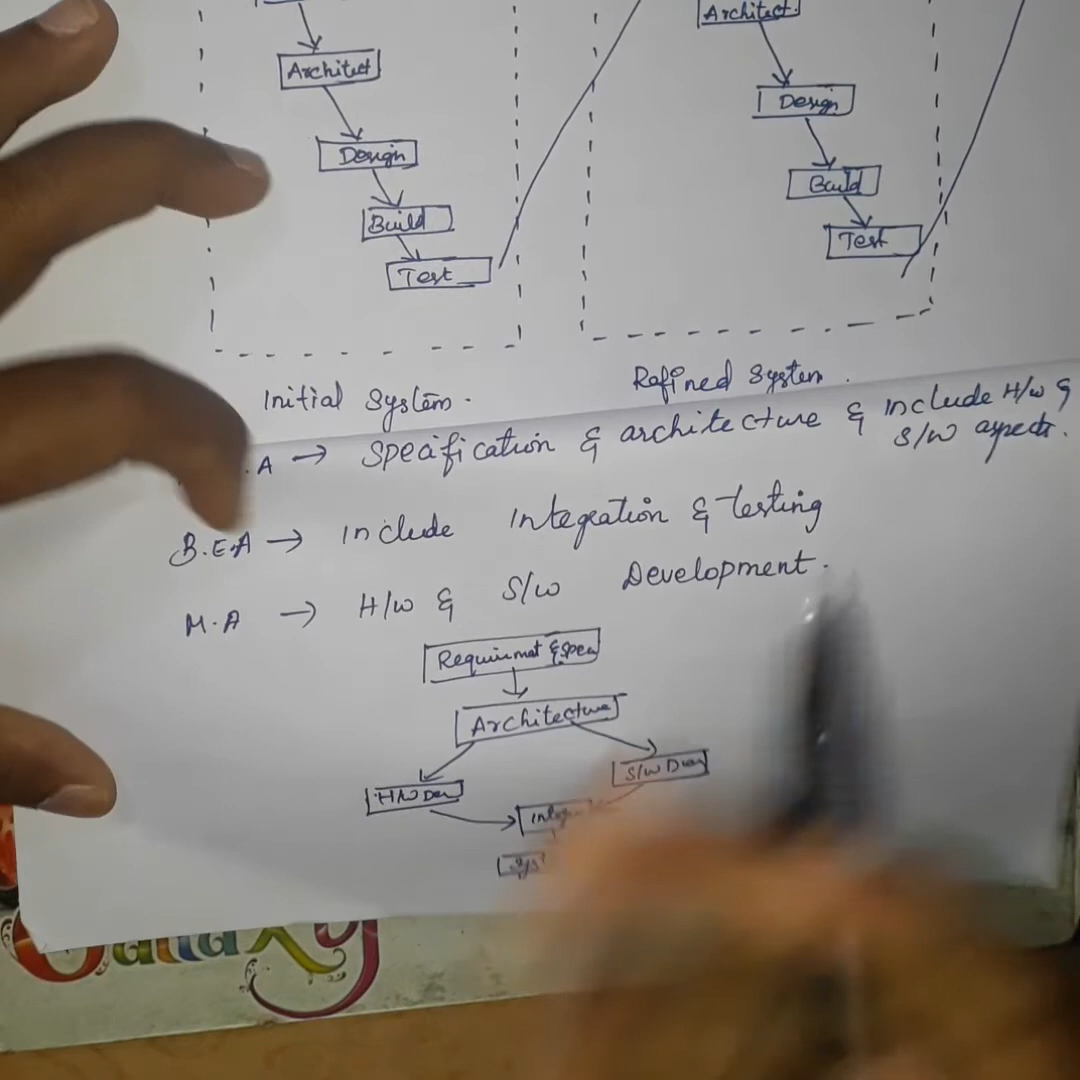 Architect
Architect.
Design
Design
Build
Build
Test
Test
Initial System.
Refined System.
.A → Specification & architecture & include H/w &
S/W aspects.
B.E.A → include Integration & testing
M.A → H/w & S/w Development.
Requirmat & spec
Architecture
H/W Dev
S/W Dev